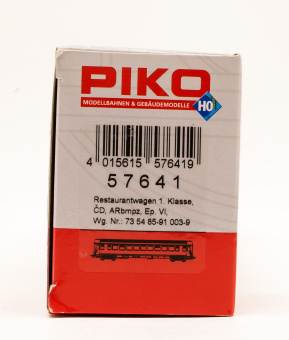 PIKO
MODELLBAHNEN & GEBÄUDEMODELLE
HO
4 015615 576419
57641
Restaurantwagen 1. Klasse,
ČD, ARbmpz, Ep. VI,
Wg. Nr.: 73 54 85-91 003-9